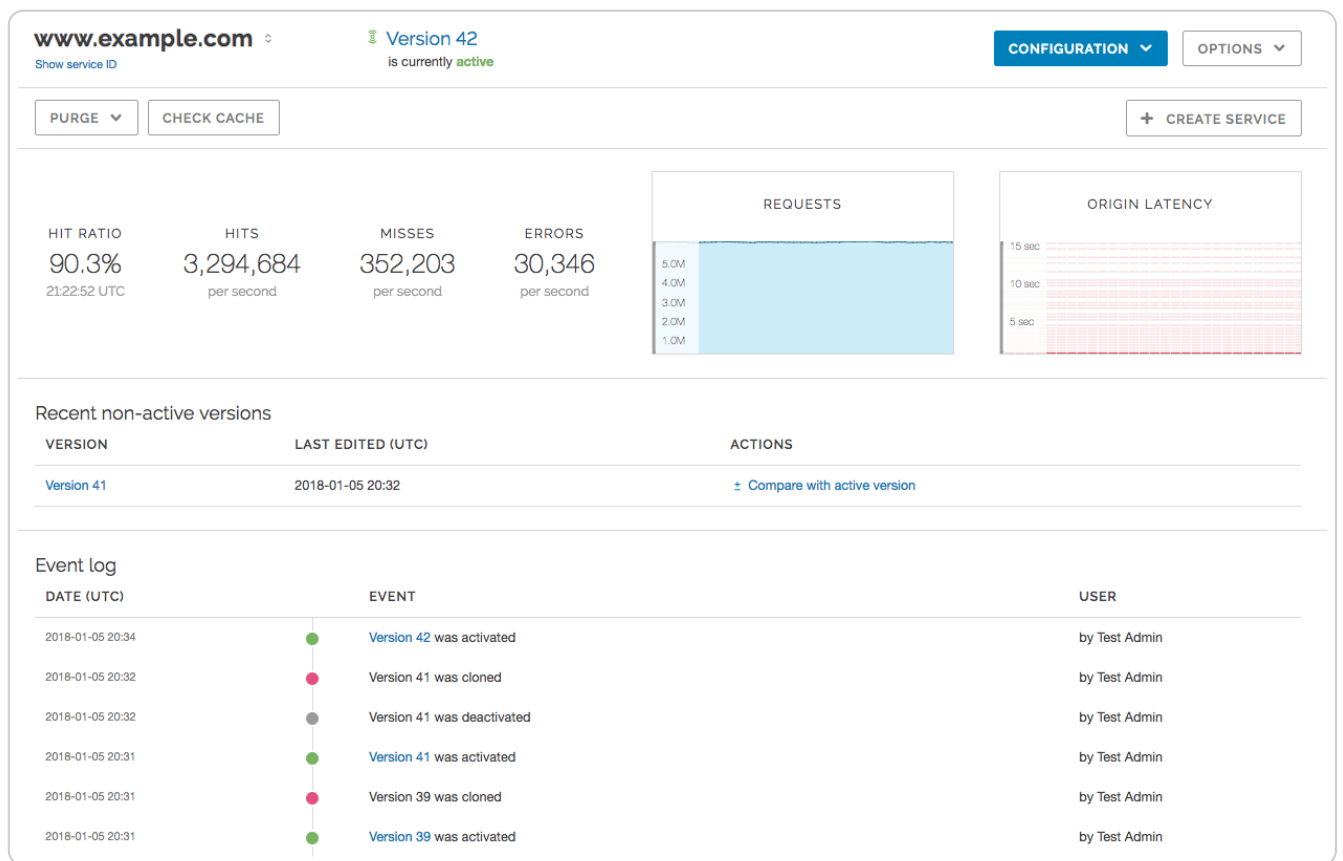 www.example.com
Show service ID
Version 42
is currently active
CONFIGURATION
OPTIONS
PURGE
CHECK CACHE
+ CREATE SERVICE
HIT RATIO
90.3%
21:22:52 UTC
HITS
3,294,684
per second
MISSES
352,203
per second
ERRORS
30,346
per second
REQUESTS
5.0M
4.0M
3.0M
2.0M
1.0M
ORIGIN LATENCY
15 sec
10 sec
5 sec
Recent non-active versions
VERSION LAST EDITED (UTC) ACTIONS
Version 41 2018-01-05 20:32 ± Compare with active version
Event log
DATE (UTC) EVENT USER
2018-01-05 20:34 Version 42 was activated by Test Admin
2018-01-05 20:32 Version 41 was cloned by Test Admin
2018-01-05 20:32 Version 41 was deactivated by Test Admin
2018-01-05 20:31 Version 41 was activated by Test Admin
2018-01-05 20:31 Version 39 was cloned by Test Admin
2018-01-05 20:31 Version 39 was activated by Test Admin